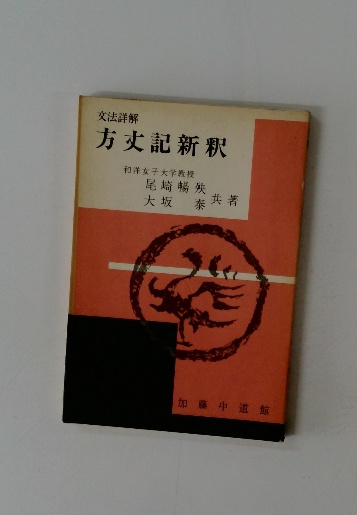 文法詳解
方丈記新釈
和洋女子大学教授
尾崎暢殃
大坂泰 共著
加藤中道館